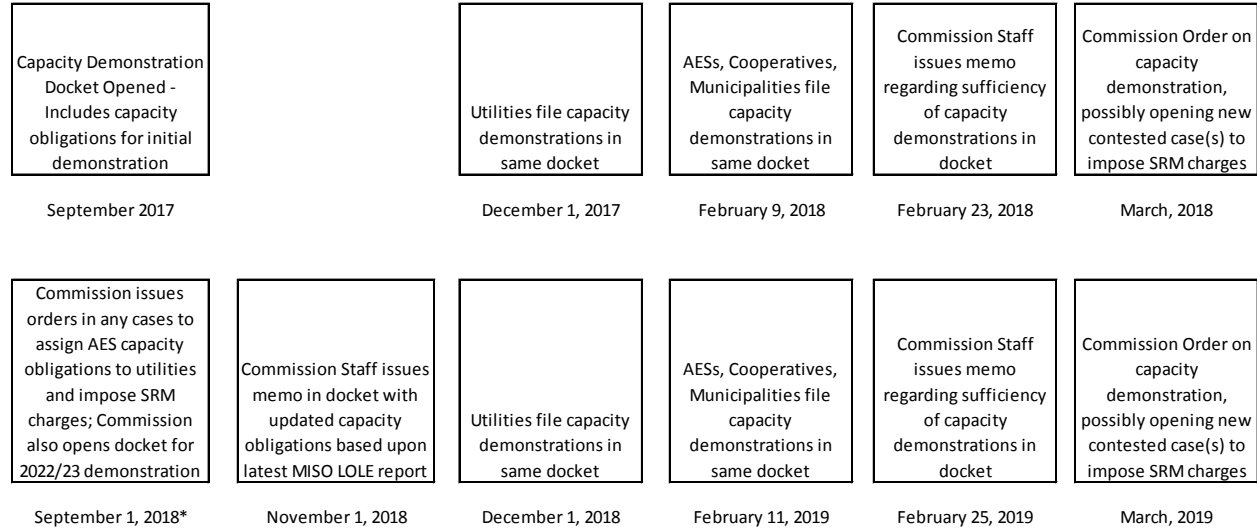 Capacity Demonstration
Docket Opened -
Includes capacity
obligations for initial
demonstration
Utilities file capacity
demonstrations in
same docket
AESs, Cooperatives,
Municipalities file
capacity
demonstrations in
same docket
Commission Staff
issues memo
regarding sufficiency
of capacity
demonstrations in
docket
Commission Order on
capacity
demonstration,
possibly opening new
contested case(s) to
impose SRM charges
September 2017
December 1, 2017
February 9, 2018
February 23, 2018
March, 2018
Commission issues
orders in any cases to
assign AES capacity
obligations to utilities
and impose SRM
charges; Commission
also opens docket for
2022/23 demonstration
Commission Staff issues
memo in docket with
updated capacity
obligations based upon
latest MISO LOLE report
Utilities file capacity
demonstrations in
same docket
AESs, Cooperatives,
Municipalities file
capacity
demonstrations in
same docket
Commission Staff
issues memo
regarding sufficiency
of capacity
demonstrations in
docket
Commission Order on
capacity
demonstration,
possibly opening new
contested case(s) to
impose SRM charges
September 1, 2018*
November 1, 2018
December 1, 2018
February 11, 2019
February 25, 2019
March, 2019